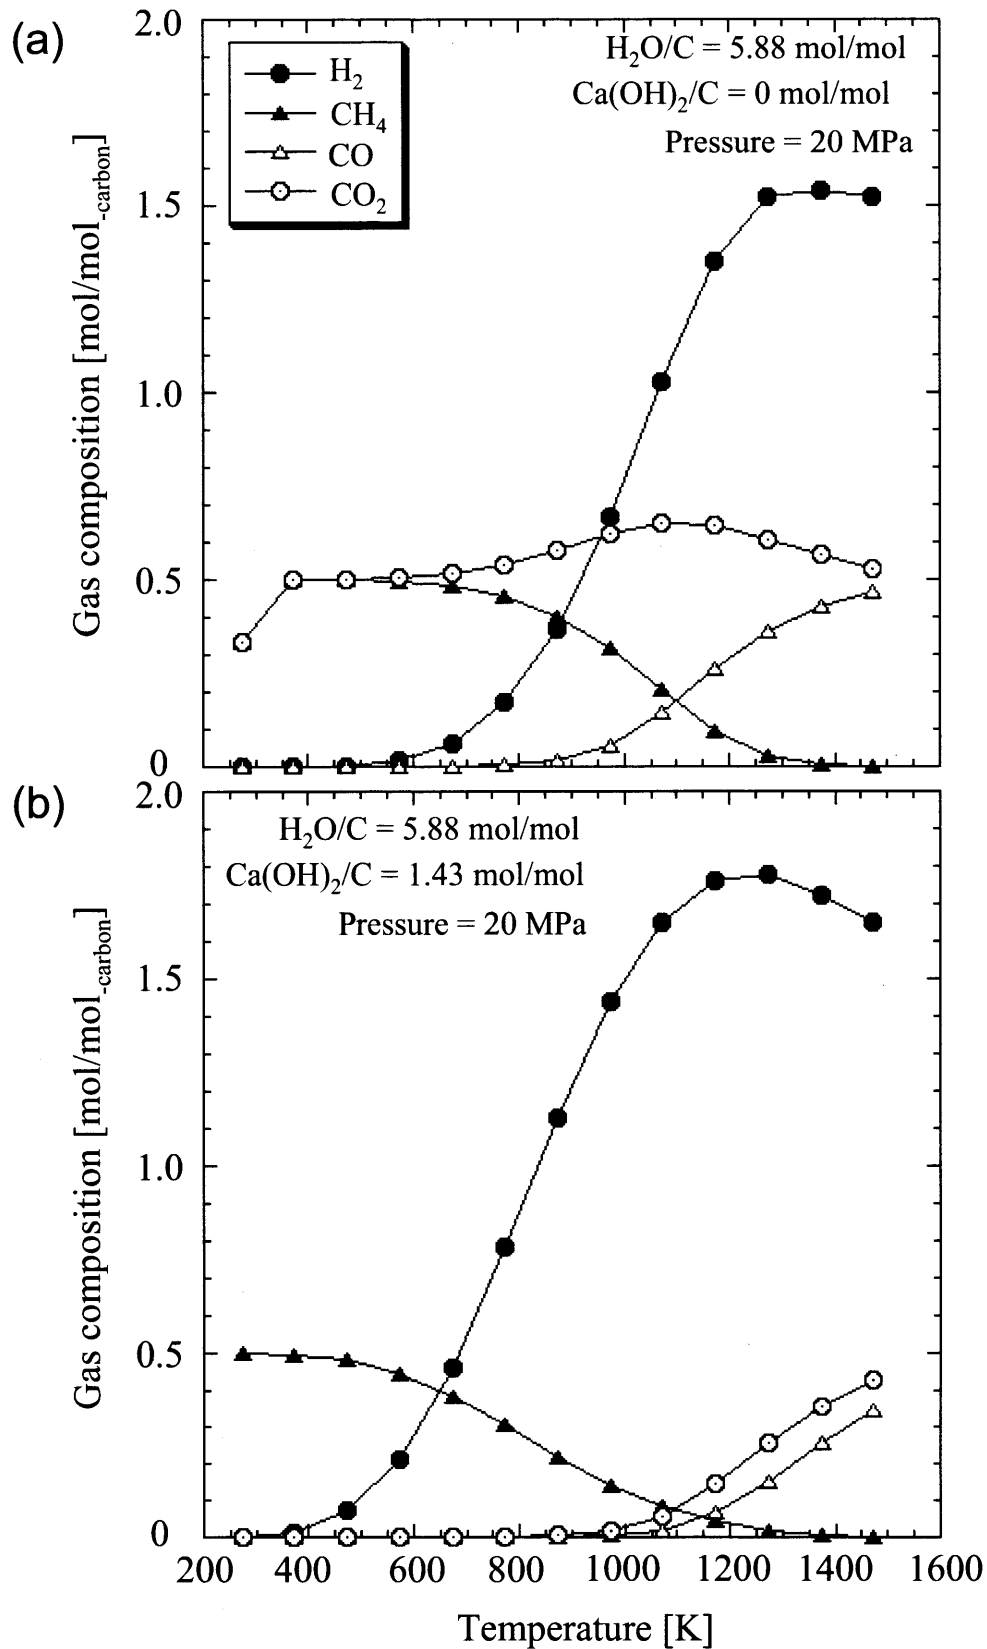 (a)
2.0
H₂
CH₄
CO
CO₂
H₂O/C = 5.88 mol/mol
Ca(OH)₂/C = 0 mol/mol
Pressure = 20 MPa
1.5
1.0
0.5
0
Gas composition [mol/mol-carbon]
(b)
2.0
H₂O/C = 5.88 mol/mol
Ca(OH)₂/C = 1.43 mol/mol
Pressure = 20 MPa
1.5
1.0
0.5
0
Gas composition [mol/mol-carbon]
200 400 600 800 1000 1200 1400 1600
Temperature [K]